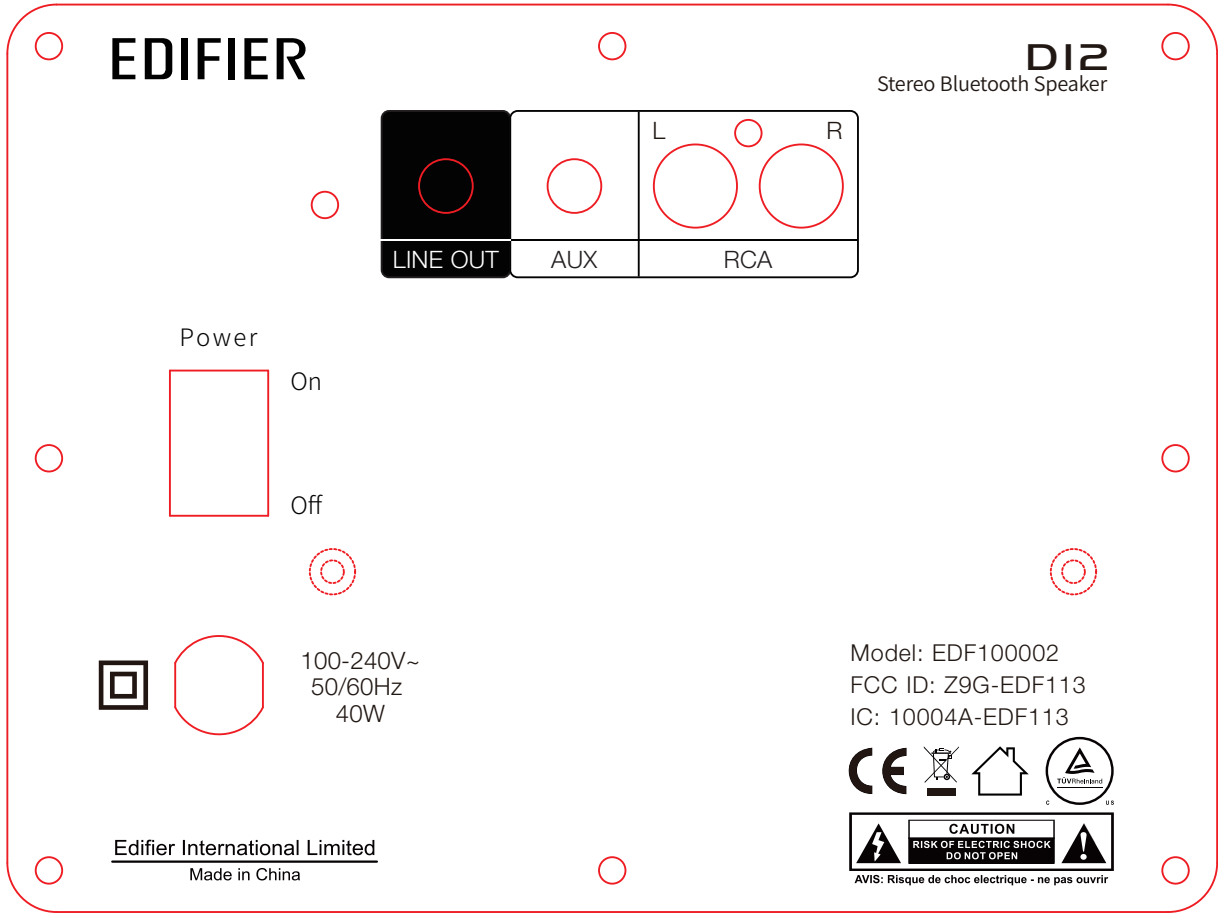 EDIFIER
D12
Stereo Bluetooth Speaker
L R
LINE OUT AUX RCA
Power
On
Off
100-240V~
50/60Hz
40W
Model: EDF100002
FCC ID: Z9G-EDF113
IC: 10004A-EDF113
CE
TÜVRheinland
C US
CAUTION
RISK OF ELECTRIC SHOCK
DO NOT OPEN
AVIS: Risque de choc electrique - ne pas ouvrir
Edifier International Limited
Made in China